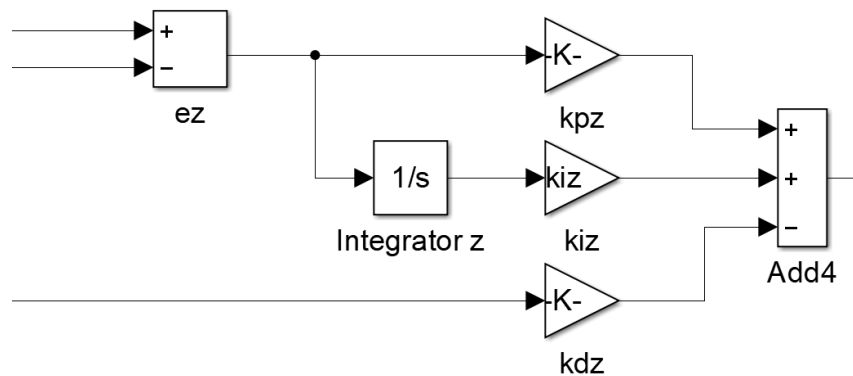 +
−
ez
-K-
kpz
1/s
Integrator z
kiz
kiz
-K-
kdz
+
+
−
Add4